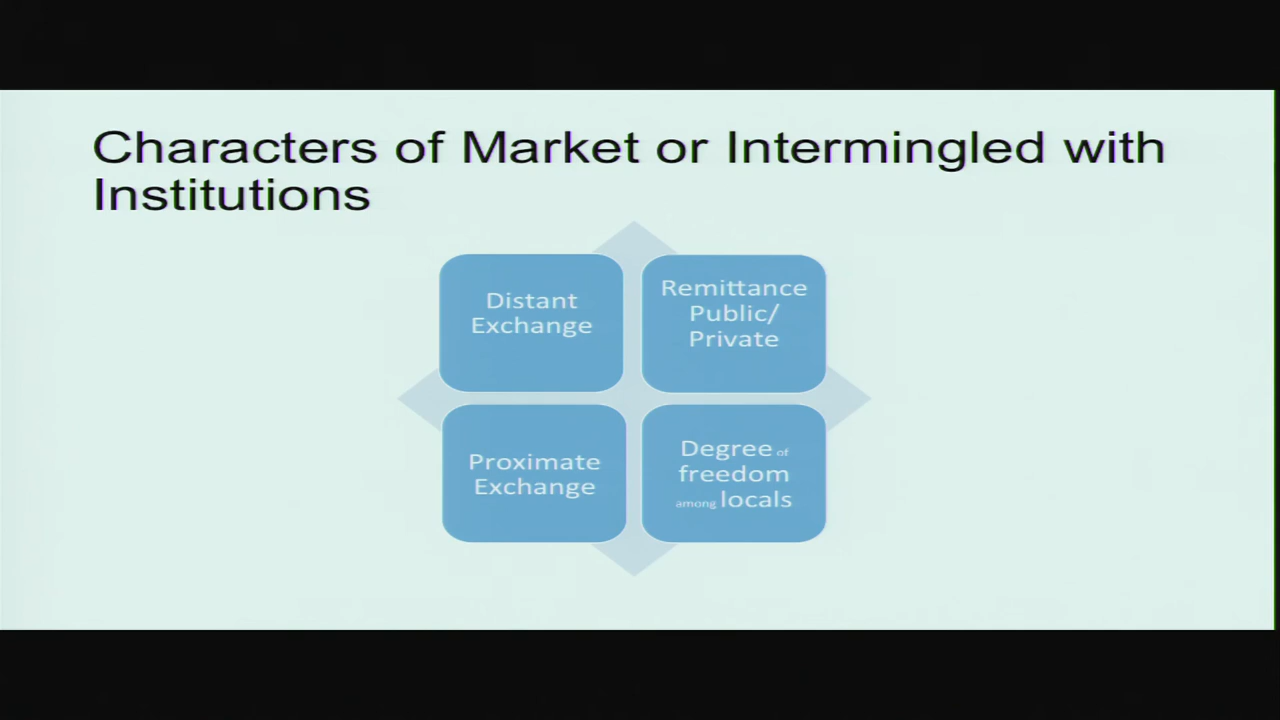 Characters of Market or Intermingled with
Institutions
Distant
Exchange
Remittance
Public/
Private
Proximate
Exchange
Degree of
freedom
among locals